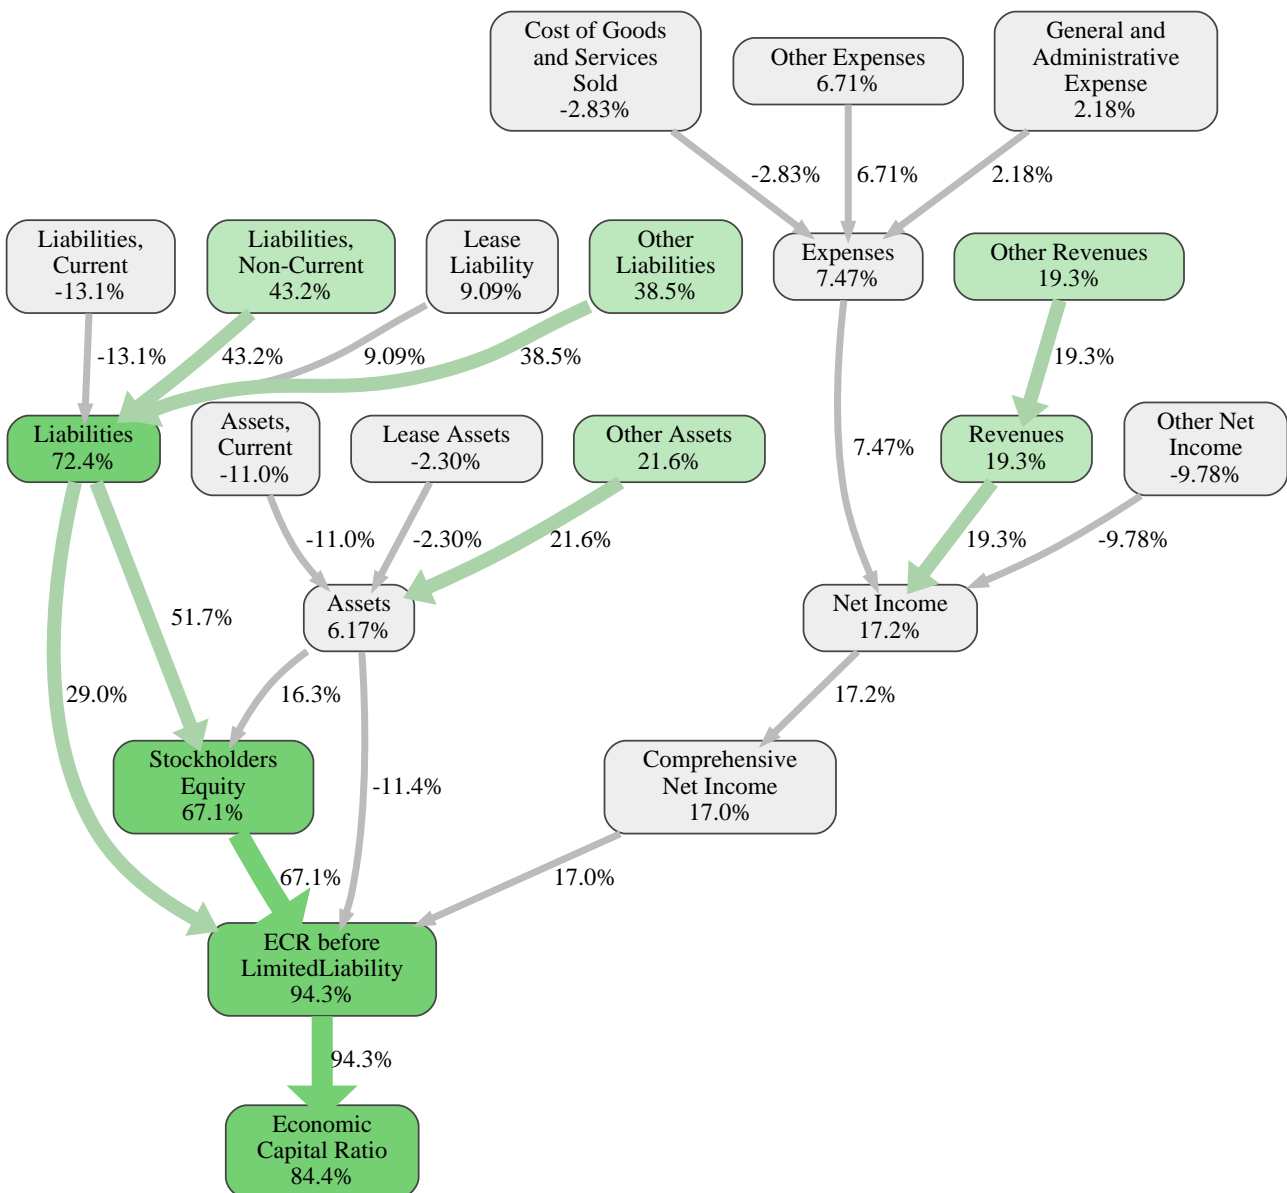 Cost of Goods
and Services
Sold
-2.83%
Other Expenses
6.71%
General and
Administrative
Expense
2.18%
-2.83%
6.71%
2.18%
Liabilities,
Current
-13.1%
Liabilities,
Non-Current
43.2%
Lease
Liability
9.09%
Other
Liabilities
38.5%
Expenses
7.47%
Other Revenues
19.3%
-13.1%
43.2%
9.09%
38.5%
19.3%
Liabilities
72.4%
Assets,
Current
-11.0%
Lease Assets
-2.30%
Other Assets
21.6%
7.47%
Revenues
19.3%
Other Net
Income
-9.78%
-11.0%
-2.30%
21.6%
19.3%
-9.78%
51.7%
Assets
6.17%
Net Income
17.2%
29.0%
16.3%
17.2%
Stockholders
Equity
67.1%
-11.4%
Comprehensive
Net Income
17.0%
67.1%
17.0%
ECR before
LimitedLiability
94.3%
94.3%
Economic
Capital Ratio
84.4%